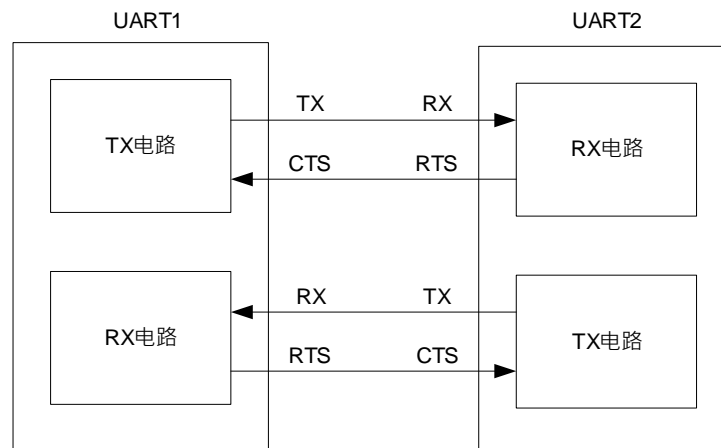 UART1 UART2
TX RX
TX电路 RX电路
CTS RTS
RX TX
RX电路 TX电路
RTS CTS